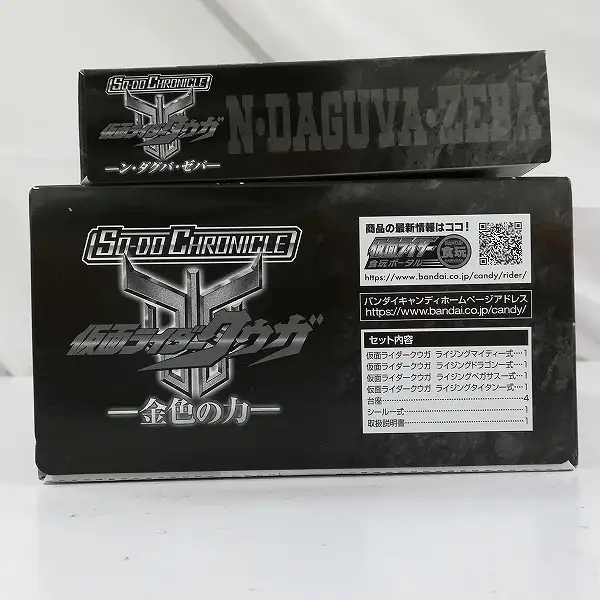 SO-DO CHRONICLE
仮面ライダークウガ
―ン・ダグバ・ゼバ―
N・DAGUVA・ZEBA
SO-DO CHRONICLE
仮面ライダークウガ
―金色の力―
商品の最新情報はココ!
仮面ライダー
食玩ポータル
BANDAI
食玩
https://www.bandai.co.jp/candy/rider/
バンダイキャンディホームページアドレス
https://www.bandai.co.jp/candy/
セット内容
仮面ライダークウガ ライジングマイティ一式…1
仮面ライダークウガ ライジングドラゴン一式…1
仮面ライダークウガ ライジングペガサス一式…1
仮面ライダークウガ ライジングタイタン一式…1
台座……4
シール一式……1
取扱説明書……1